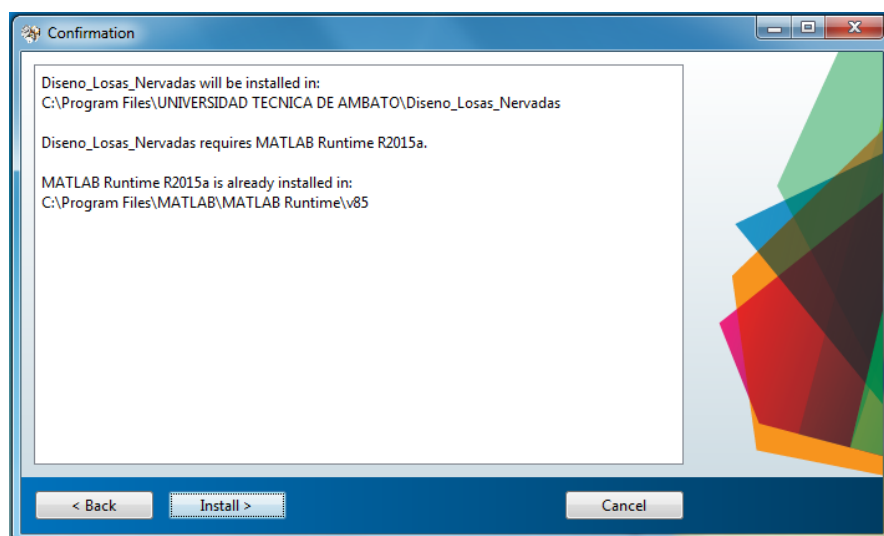 Confirmation
Diseno_Losas_Nervadas will be installed in:
C:\Program Files\UNIVERSIDAD TECNICA DE AMBATO\Diseno_Losas_Nervadas
Diseno_Losas_Nervadas requires MATLAB Runtime R2015a.
MATLAB Runtime R2015a is already installed in:
C:\Program Files\MATLAB\MATLAB Runtime\v85
< Back Install > Cancel